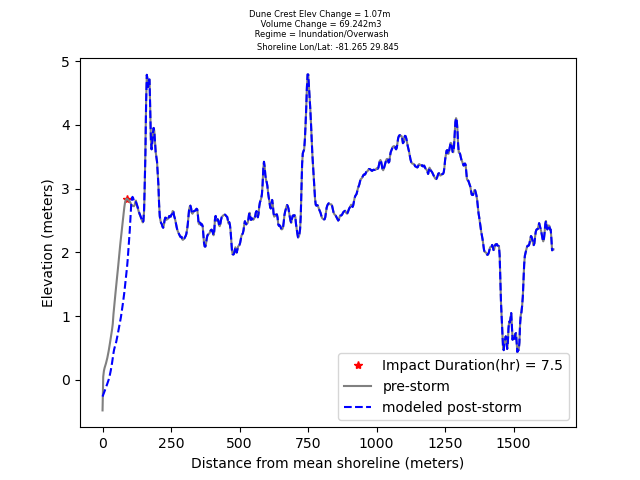 Dune Crest Elev Change = 1.07m
Volume Change = 69.242m3
Regime = Inundation/Overwash
Shoreline Lon/Lat: -81.265 29.845
5
4
3
2
1
0
Elevation (meters)
Impact Duration(hr) = 7.5
pre-storm
modeled post-storm
0 250 500 750 1000 1250 1500
Distance from mean shoreline (meters)